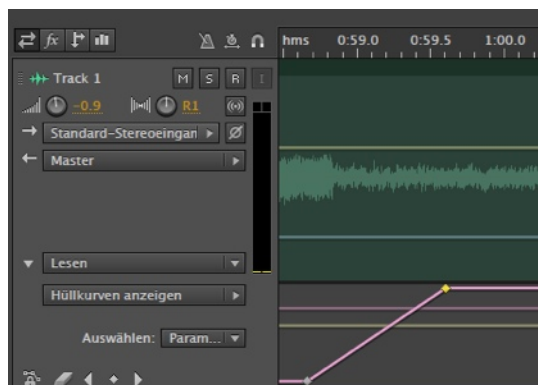 fx hms 0:59.0 0:59.5 1:00.0
Track 1 M S R I
-0.9 R1
Standard-Stereoeingan
Master
Lesen
Hüllkurven anzeigen
Auswählen: Param...